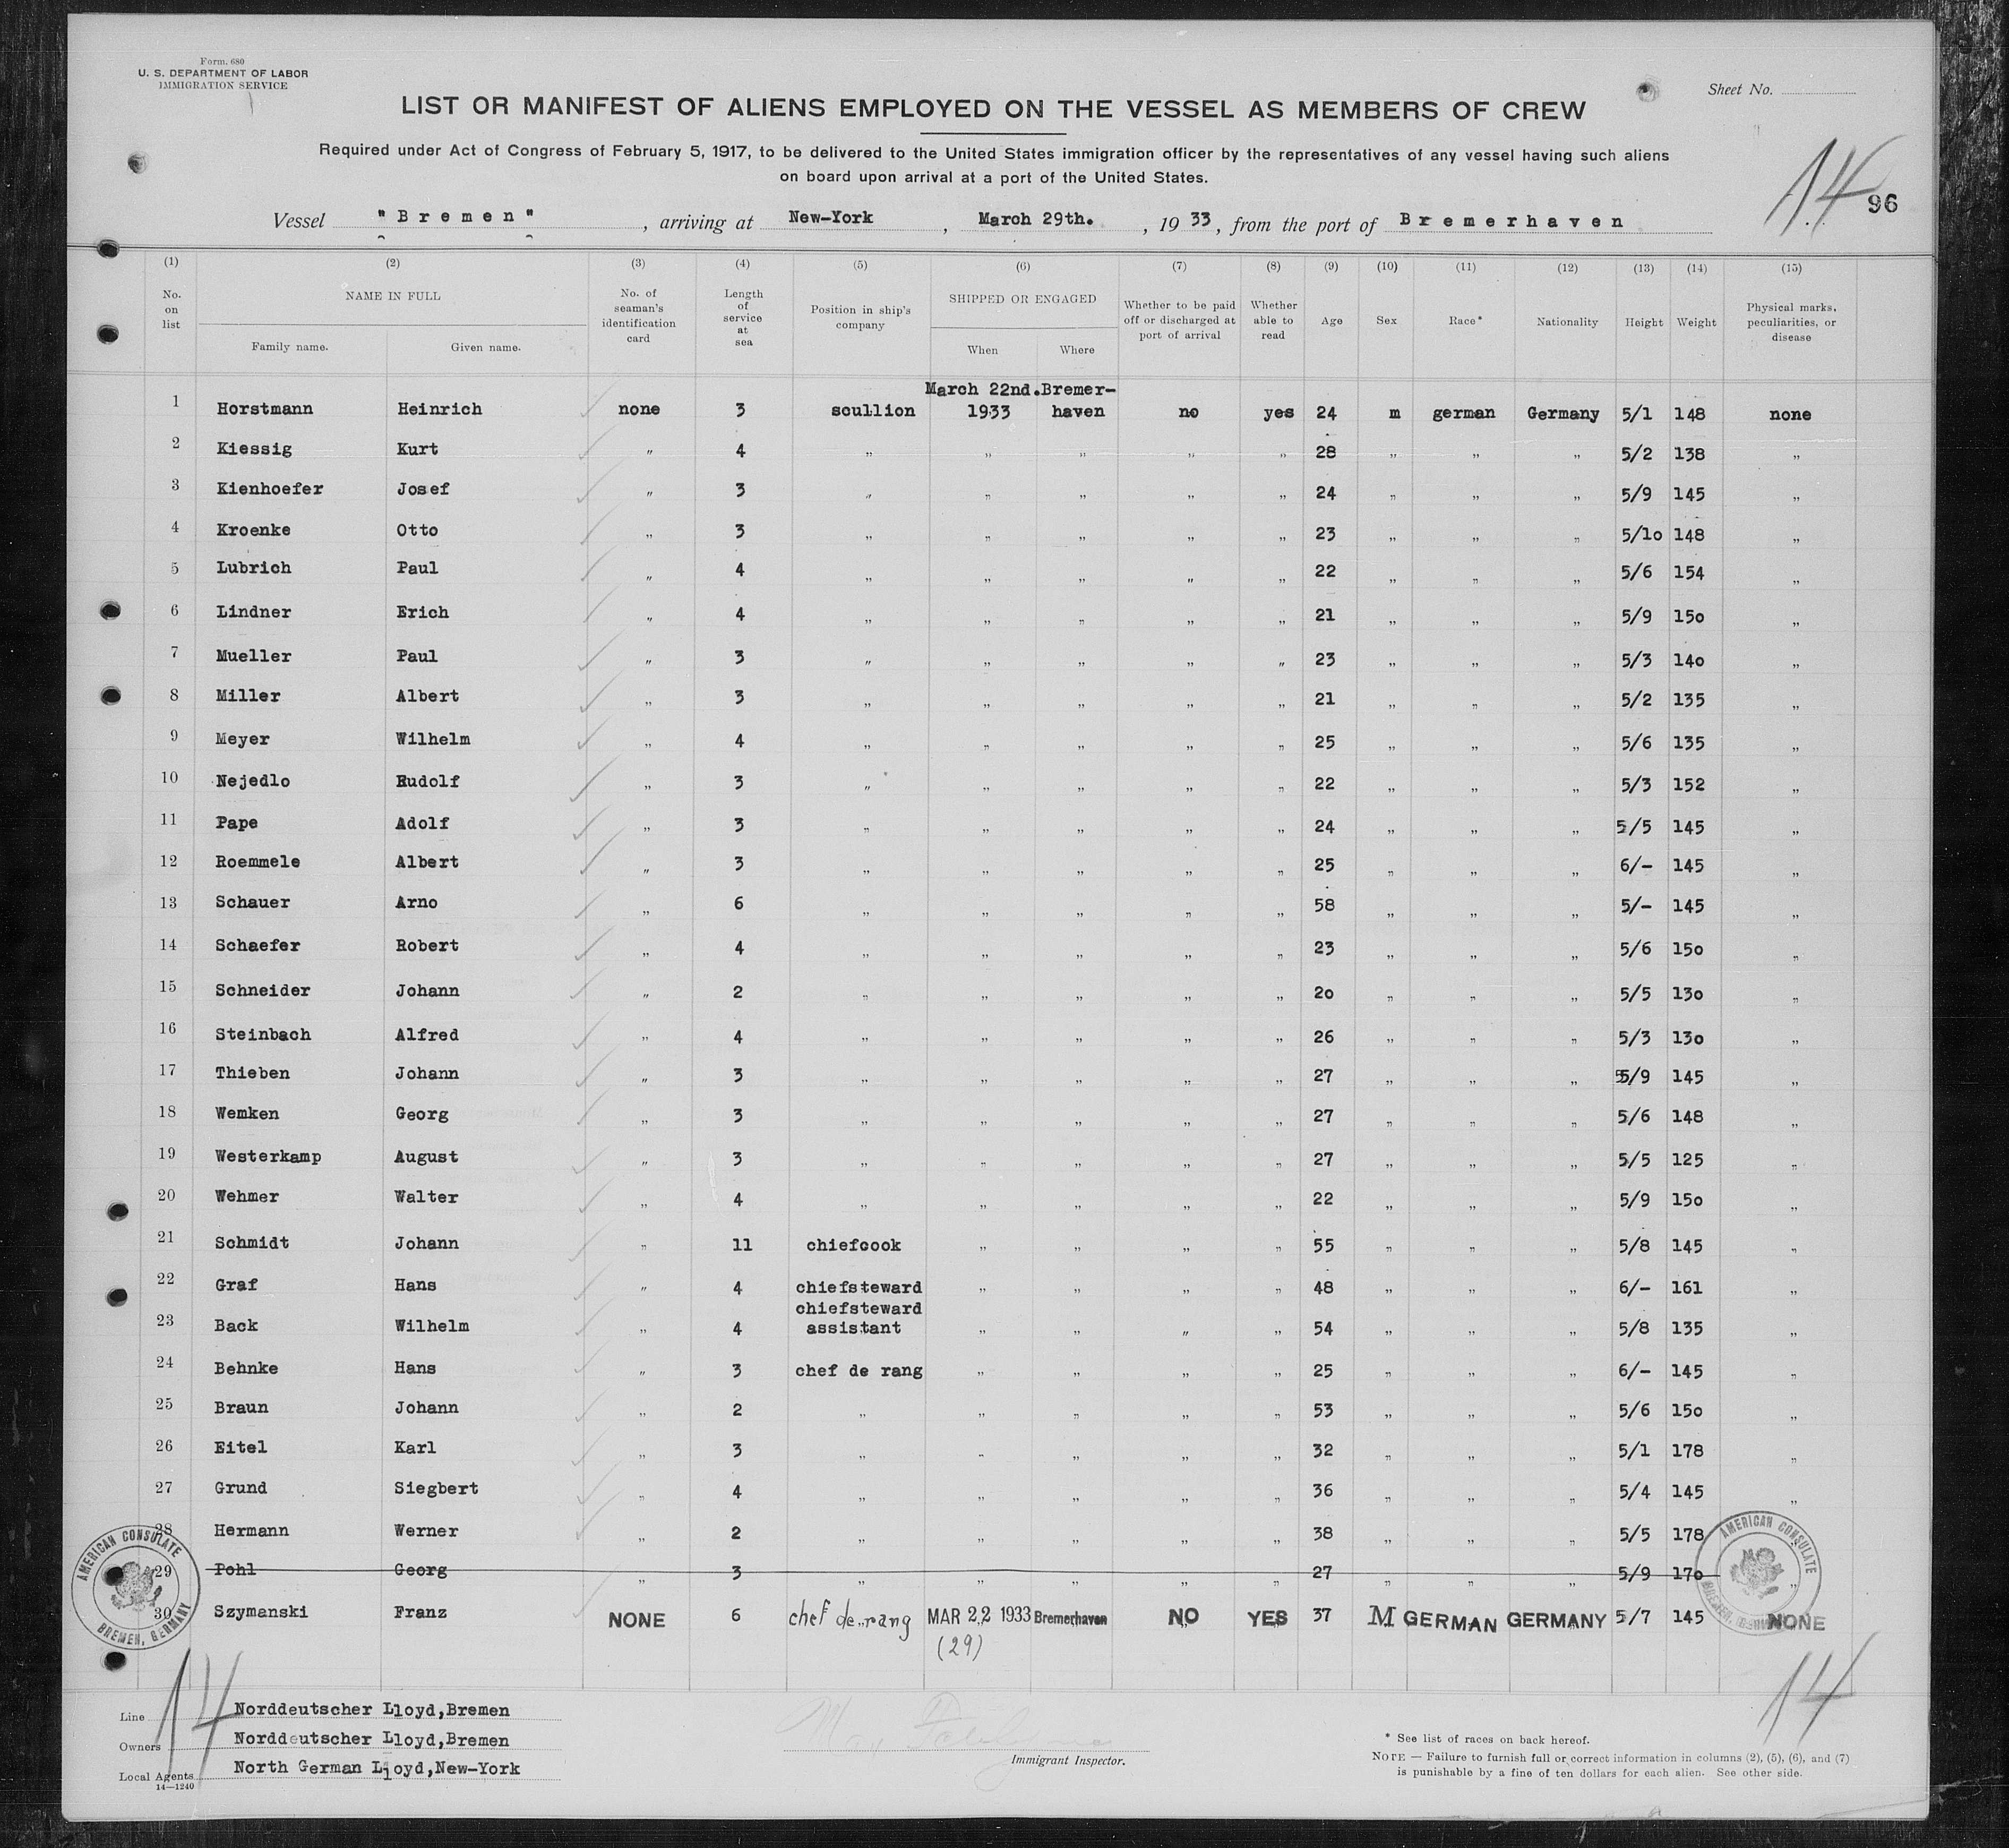 Form. 680
U. S. DEPARTMENT OF LABOR
IMMIGRATION SERVICE
Sheet No.
LIST OR MANIFEST OF ALIENS EMPLOYED ON THE VESSEL AS MEMBERS OF CREW
Required under Act of Congress of February 5, 1917, to be delivered to the United States immigration officer by the representatives of any vessel having such aliens
on board upon arrival at a port of the United States.
14 96
Vessel "Bremen", arriving at New-York, March 29th., 1933, from the port of Bremerhaven
(1) (2) (3) (4) (5) (6) (7) (8) (9) (10) (11) (12) (13) (14) (15)
No. on list NAME IN FULL Family name. Given name. No. of seaman's identification card Length of service at sea Position in ship's company SHIPPED OR ENGAGED When Where Whether to be paid off or discharged at port of arrival Whether able to read Age Sex Race* Nationality Height Weight Physical marks, peculiarities, or disease
March 22nd. Bremer-
1 Horstmann Heinrich none 3 scullion 1933 haven no yes 24 m german Germany 5/1 148 none
2 Kiessig Kurt " 4 " " " " " 28 " " " 5/2 138 "
3 Kienhoefer Josef " 3 " " " " " 24 " " " 5/9 145 "
4 Kroenke Otto " 3 " " " " " 23 " " " 5/10 148 "
5 Lubrich Paul " 4 " " " " " 22 " " " 5/6 154 "
6 Lindner Erich " 4 " " " " " 21 " " " 5/9 150 "
7 Mueller Paul " 3 " " " " " 23 " " " 5/3 140 "
8 Miller Albert " 3 " " " " " 21 " " " 5/2 135 "
9 Meyer Wilhelm " 4 " " " " " 25 " " " 5/6 135 "
10 Nejedlo Rudolf " 3 " " " " " 22 " " " 5/3 152 "
11 Pape Adolf " 3 " " " " " 24 " " " 5/5 145 "
12 Roemmele Albert " 3 " " " " " 25 " " " 6/- 145 "
13 Schauer Arno " 6 " " " " " 58 " " " 5/- 145 "
14 Schaefer Robert " 4 " " " " " 23 " " " 5/6 150 "
15 Schneider Johann " 2 " " " " " 20 " " " 5/5 130 "
16 Steinbach Alfred " 4 " " " " " 26 " " " 5/3 130 "
17 Thieben Johann " 3 " " " " " 27 " " " 5/9 145 "
18 Wemken Georg " 3 " " " " " 27 " " " 5/6 148 "
19 Westerkamp August " 3 " " " " " 27 " " " 5/5 125 "
20 Wehmer Walter " 4 " " " " " 22 " " " 5/9 150 "
21 Schmidt Johann " 11 chiefcook " " " " 55 " " " 5/8 145 "
22 Graf Hans " 4 chiefsteward " " " " 48 " " " 6/- 161 "
chiefsteward
23 Back Wilhelm " 4 assistant " " " " 54 " " " 5/8 135 "
24 Behnke Hans " 3 chef de rang " " " " 25 " " " 6/- 145 "
25 Braun Johann " 2 " " " " " 53 " " " 5/6 150 "
26 Eitel Karl " 3 " " " " " 32 " " " 5/1 178 "
27 Grund Siegbert " 4 " " " " " 36 " " " 5/4 145 "
28 Hermann Werner " 2 " " " " " 38 " " " 5/5 178 "
29 Pohl Georg " 3 " " " " " 27 " " " 5/9 170 "
30 Szymanski Franz NONE 6 chef de rang MAR 22 1933 Bremerhaven NO YES 37 M GERMAN GERMANY 5/7 145 NONE
(29)
AMERICAN CONSULATE BREMEN, GERMANY
AMERICAN CONSULATE BREMEN, GERMANY
14 14
Line Norddeutscher Lloyd, Bremen
Owners Norddeutscher Lloyd, Bremen
Local Agents North German Lloyd, New-York
14—1240
Immigrant Inspector.
* See list of races on back hereof.
NOTE — Failure to furnish full or correct information in columns (2), (5), (6), and (7)
is punishable by a fine of ten dollars for each alien. See other side.